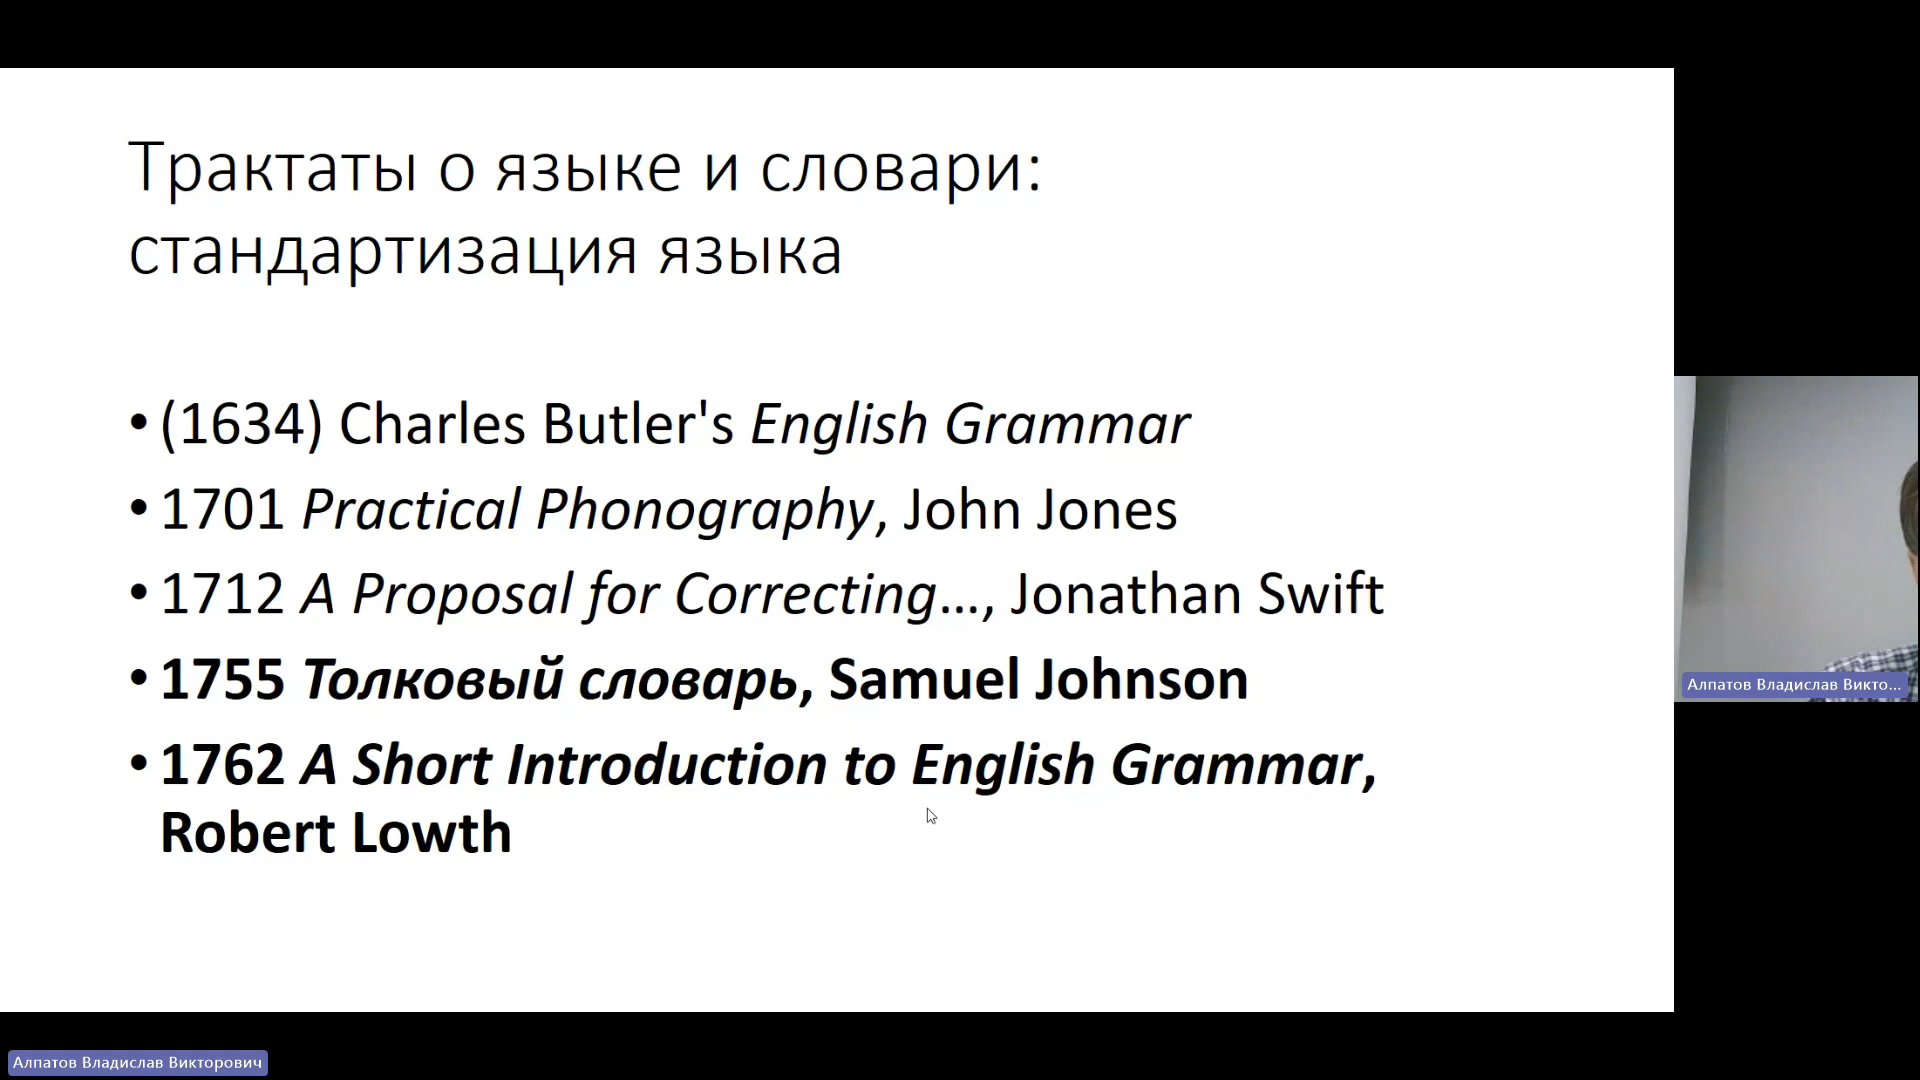 Трактаты о языке и словари:
стандартизация языка
• (1634) Charles Butler's English Grammar
• 1701 Practical Phonography, John Jones
• 1712 A Proposal for Correcting…, Jonathan Swift
• 1755 Толковый словарь, Samuel Johnson
• 1762 A Short Introduction to English Grammar,
Robert Lowth
Алпатов Владислав Викто...
Алпатов Владислав Викторович